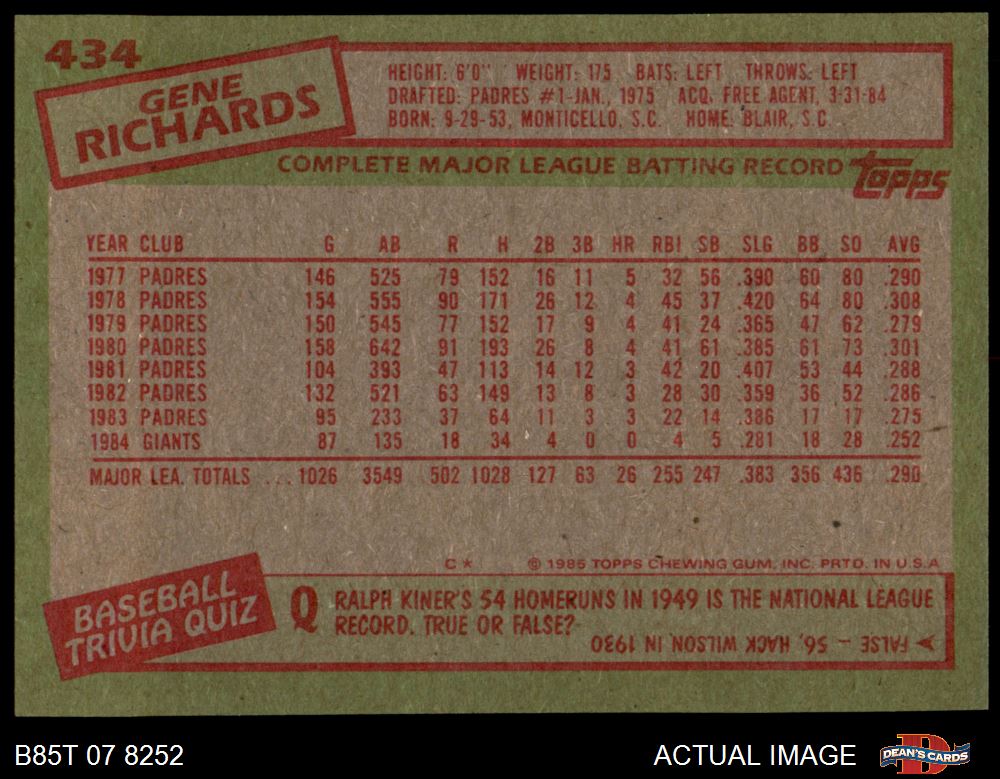 434
GENE
RICHARDS
HEIGHT: 6'0" WEIGHT: 175 BATS: LEFT THROWS: LEFT
DRAFTED: PADRES #1-JAN., 1975 ACQ. FREE AGENT, 3-31-84
BORN: 9-29-53, MONTICELLO, S.C. HOME: BLAIR, S.C.
COMPLETE MAJOR LEAGUE BATTING RECORD topps
YEAR CLUB G AB R H 2B 3B HR RBI SB SLG BB SO AVG
1977 PADRES 146 525 79 152 16 11 5 32 56 .390 60 80 .290
1978 PADRES 154 555 90 171 26 12 4 45 37 .420 64 80 .308
1979 PADRES 150 545 77 152 17 9 4 41 24 .365 47 62 .279
1980 PADRES 158 642 91 193 26 8 4 41 61 .385 61 73 .301
1981 PADRES 104 393 47 113 14 12 3 42 20 .407 53 44 .288
1982 PADRES 132 521 63 149 13 8 3 28 30 .359 36 52 .286
1983 PADRES 95 233 37 64 11 3 3 22 14 .386 17 17 .275
1984 GIANTS 87 135 18 34 4 0 0 4 5 .281 18 28 .252
MAJOR LEA. TOTALS ... 1026 3549 502 1028 127 63 26 255 247 .383 356 436 .290
C* © 1985 TOPPS CHEWING GUM, INC. PRTD. IN U.S.A
BASEBALL
TRIVIA QUIZ
Q RALPH KINER'S 54 HOMERUNS IN 1949 IS THE NATIONAL LEAGUE
RECORD. TRUE OR FALSE?
FALSE - 56, HACK WILSON IN 1930
B85T 07 8252 ACTUAL IMAGE DEAN'S CARDS